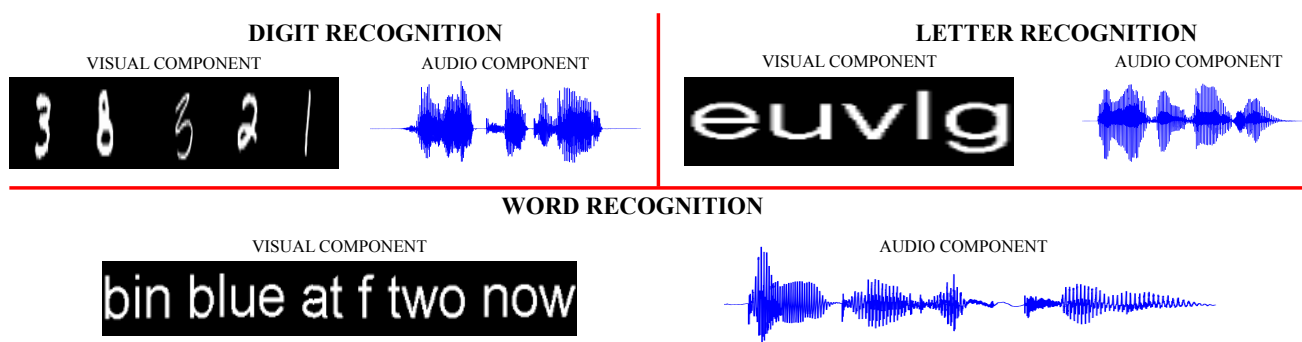 DIGIT RECOGNITION
VISUAL COMPONENT
AUDIO COMPONENT
3 8 3 2 1
LETTER RECOGNITION
VISUAL COMPONENT
AUDIO COMPONENT
euvlg
WORD RECOGNITION
VISUAL COMPONENT
AUDIO COMPONENT
bin blue at f two now